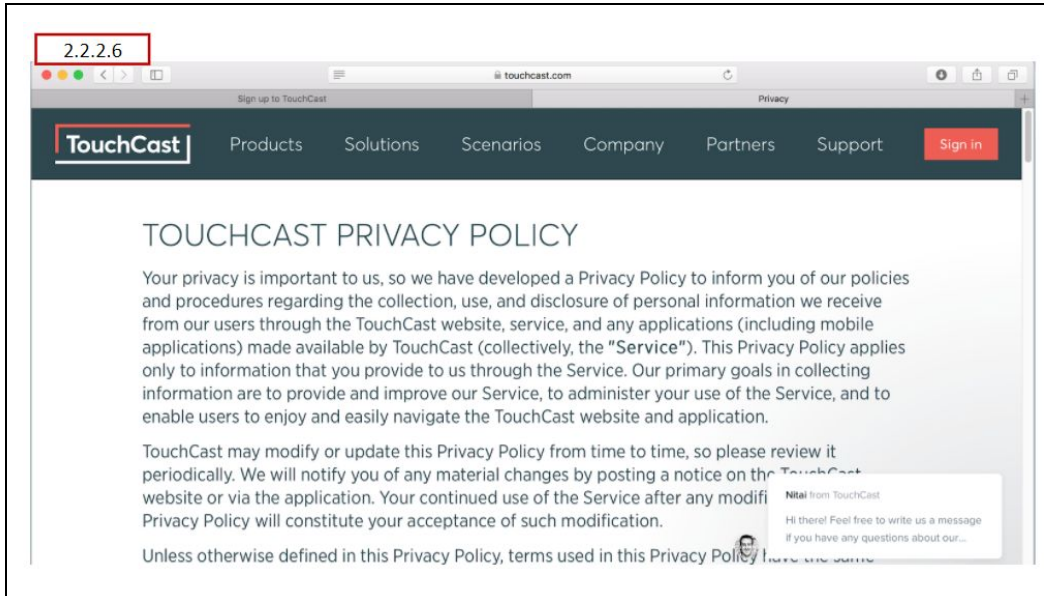 2.2.2.6
touchcast.com
Sign up to TouchCast
Privacy
TouchCast
Products
Solutions
Scenarios
Company
Partners
Support
Sign in
TOUCHCAST PRIVACY POLICY
Your privacy is important to us, so we have developed a Privacy Policy to inform you of our policies
and procedures regarding the collection, use, and disclosure of personal information we receive
from our users through the TouchCast website, service, and any applications (including mobile
applications) made available by TouchCast (collectively, the "Service"). This Privacy Policy applies
only to information that you provide to us through the Service. Our primary goals in collecting
information are to provide and improve our Service, to administer your use of the Service, and to
enable users to enjoy and easily navigate the TouchCast website and application.
TouchCast may modify or update this Privacy Policy from time to time, so please review it
periodically. We will notify you of any material changes by posting a notice on the TouchCast
website or via the application. Your continued use of the Service after any modifi
Privacy Policy will constitute your acceptance of such modification.
Unless otherwise defined in this Privacy Policy, terms used in this Privacy Policy have the same
Nitai from TouchCast
Hi there! Feel free to write us a message
if you have any questions about our...